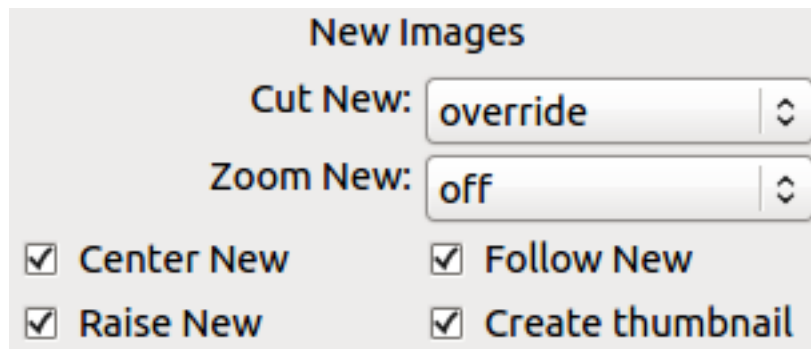 New Images
Cut New: override
Zoom New: off
Center New Follow New
Raise New Create thumbnail